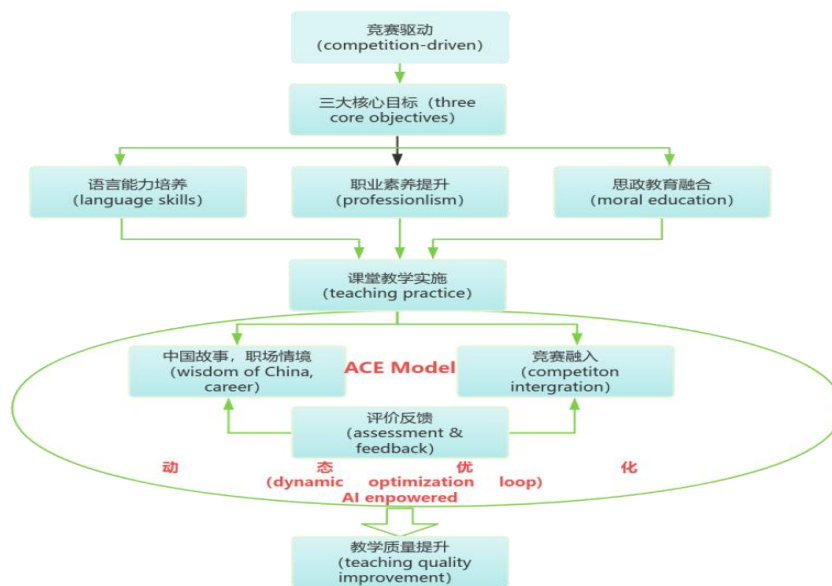 竞赛驱动
(competition-driven)
三大核心目标（three
core objectives）
语言能力培养
(language skills)
职业素养提升
(professionlism)
思政教育融合
(moral education)
课堂教学实施
(teaching practice)
中国故事，职场情境
(wisdom of China,
career)
ACE Model
竞赛融入
(competiton
intergration)
评价反馈
(assessment &
feedback)
动 态 优 化
(dynamic optimization loop)
AI enpowered
教学质量提升
(teaching quality
improvement)